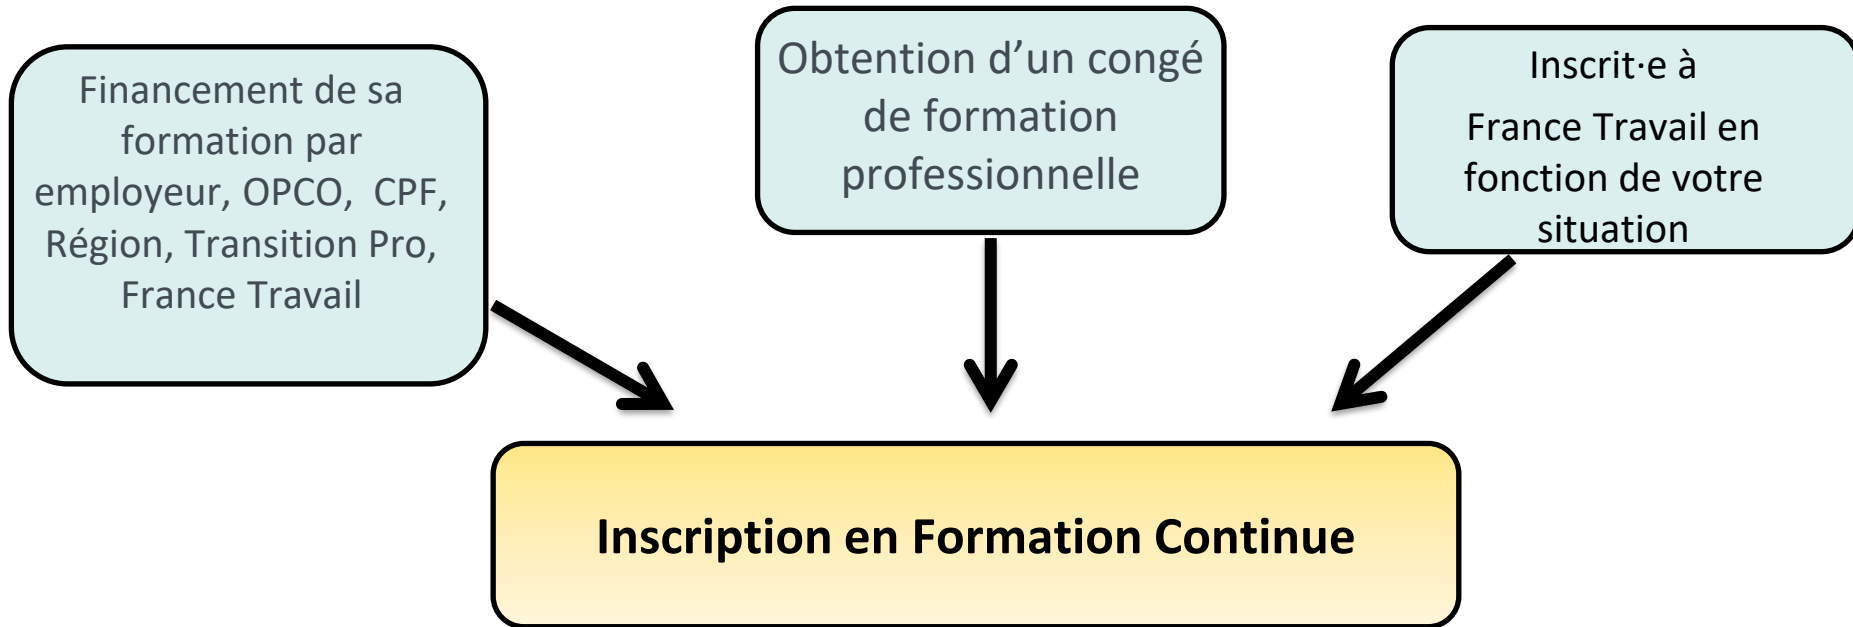 Financement de sa
formation par
employeur, OPCO,  CPF,
Région, Transition Pro,
France Travail
Obtention d’un congé
de formation
professionnelle
Inscrit·e à
France Travail en
fonction de votre
situation
Inscription en Formation Continue